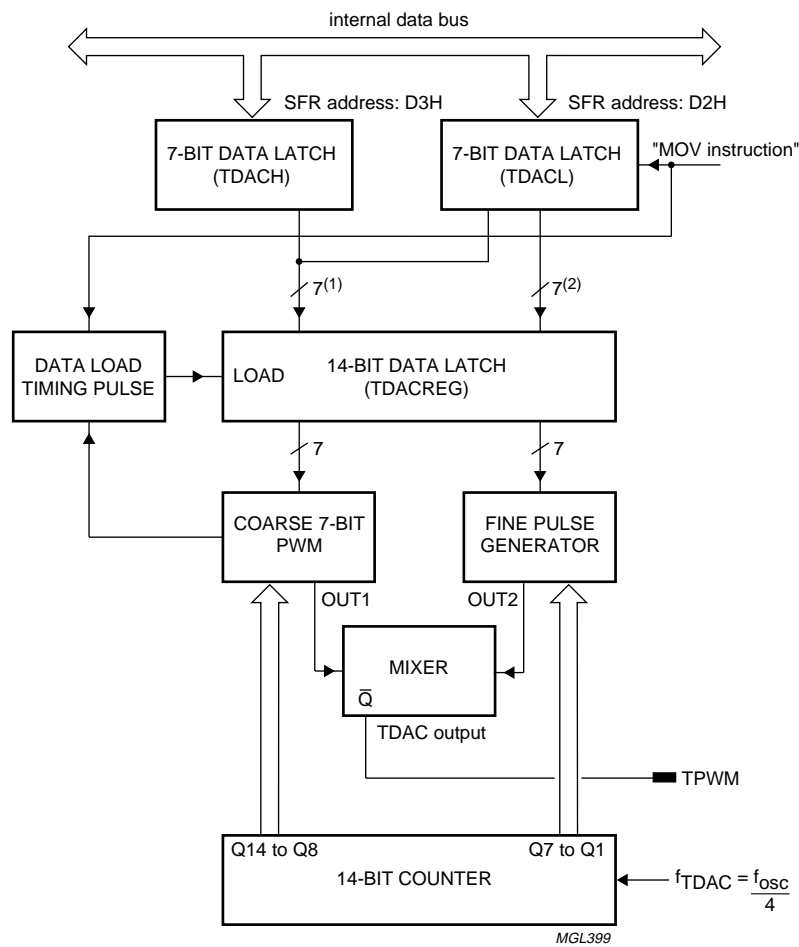 internal data bus
SFR address: D3H
SFR address: D2H
7-BIT DATA LATCH
(TDACH)
7-BIT DATA LATCH
(TDACL)
"MOV instruction"
7(1)
7(2)
DATA LOAD
TIMING PULSE
LOAD
14-BIT DATA LATCH
(TDACREG)
7
7
COARSE 7-BIT
PWM
FINE PULSE
GENERATOR
OUT1
OUT2
MIXER
Q̅
TDAC output
TPWM
Q14 to Q8
Q7 to Q1
14-BIT COUNTER
fTDAC = fosc
4
MGL399